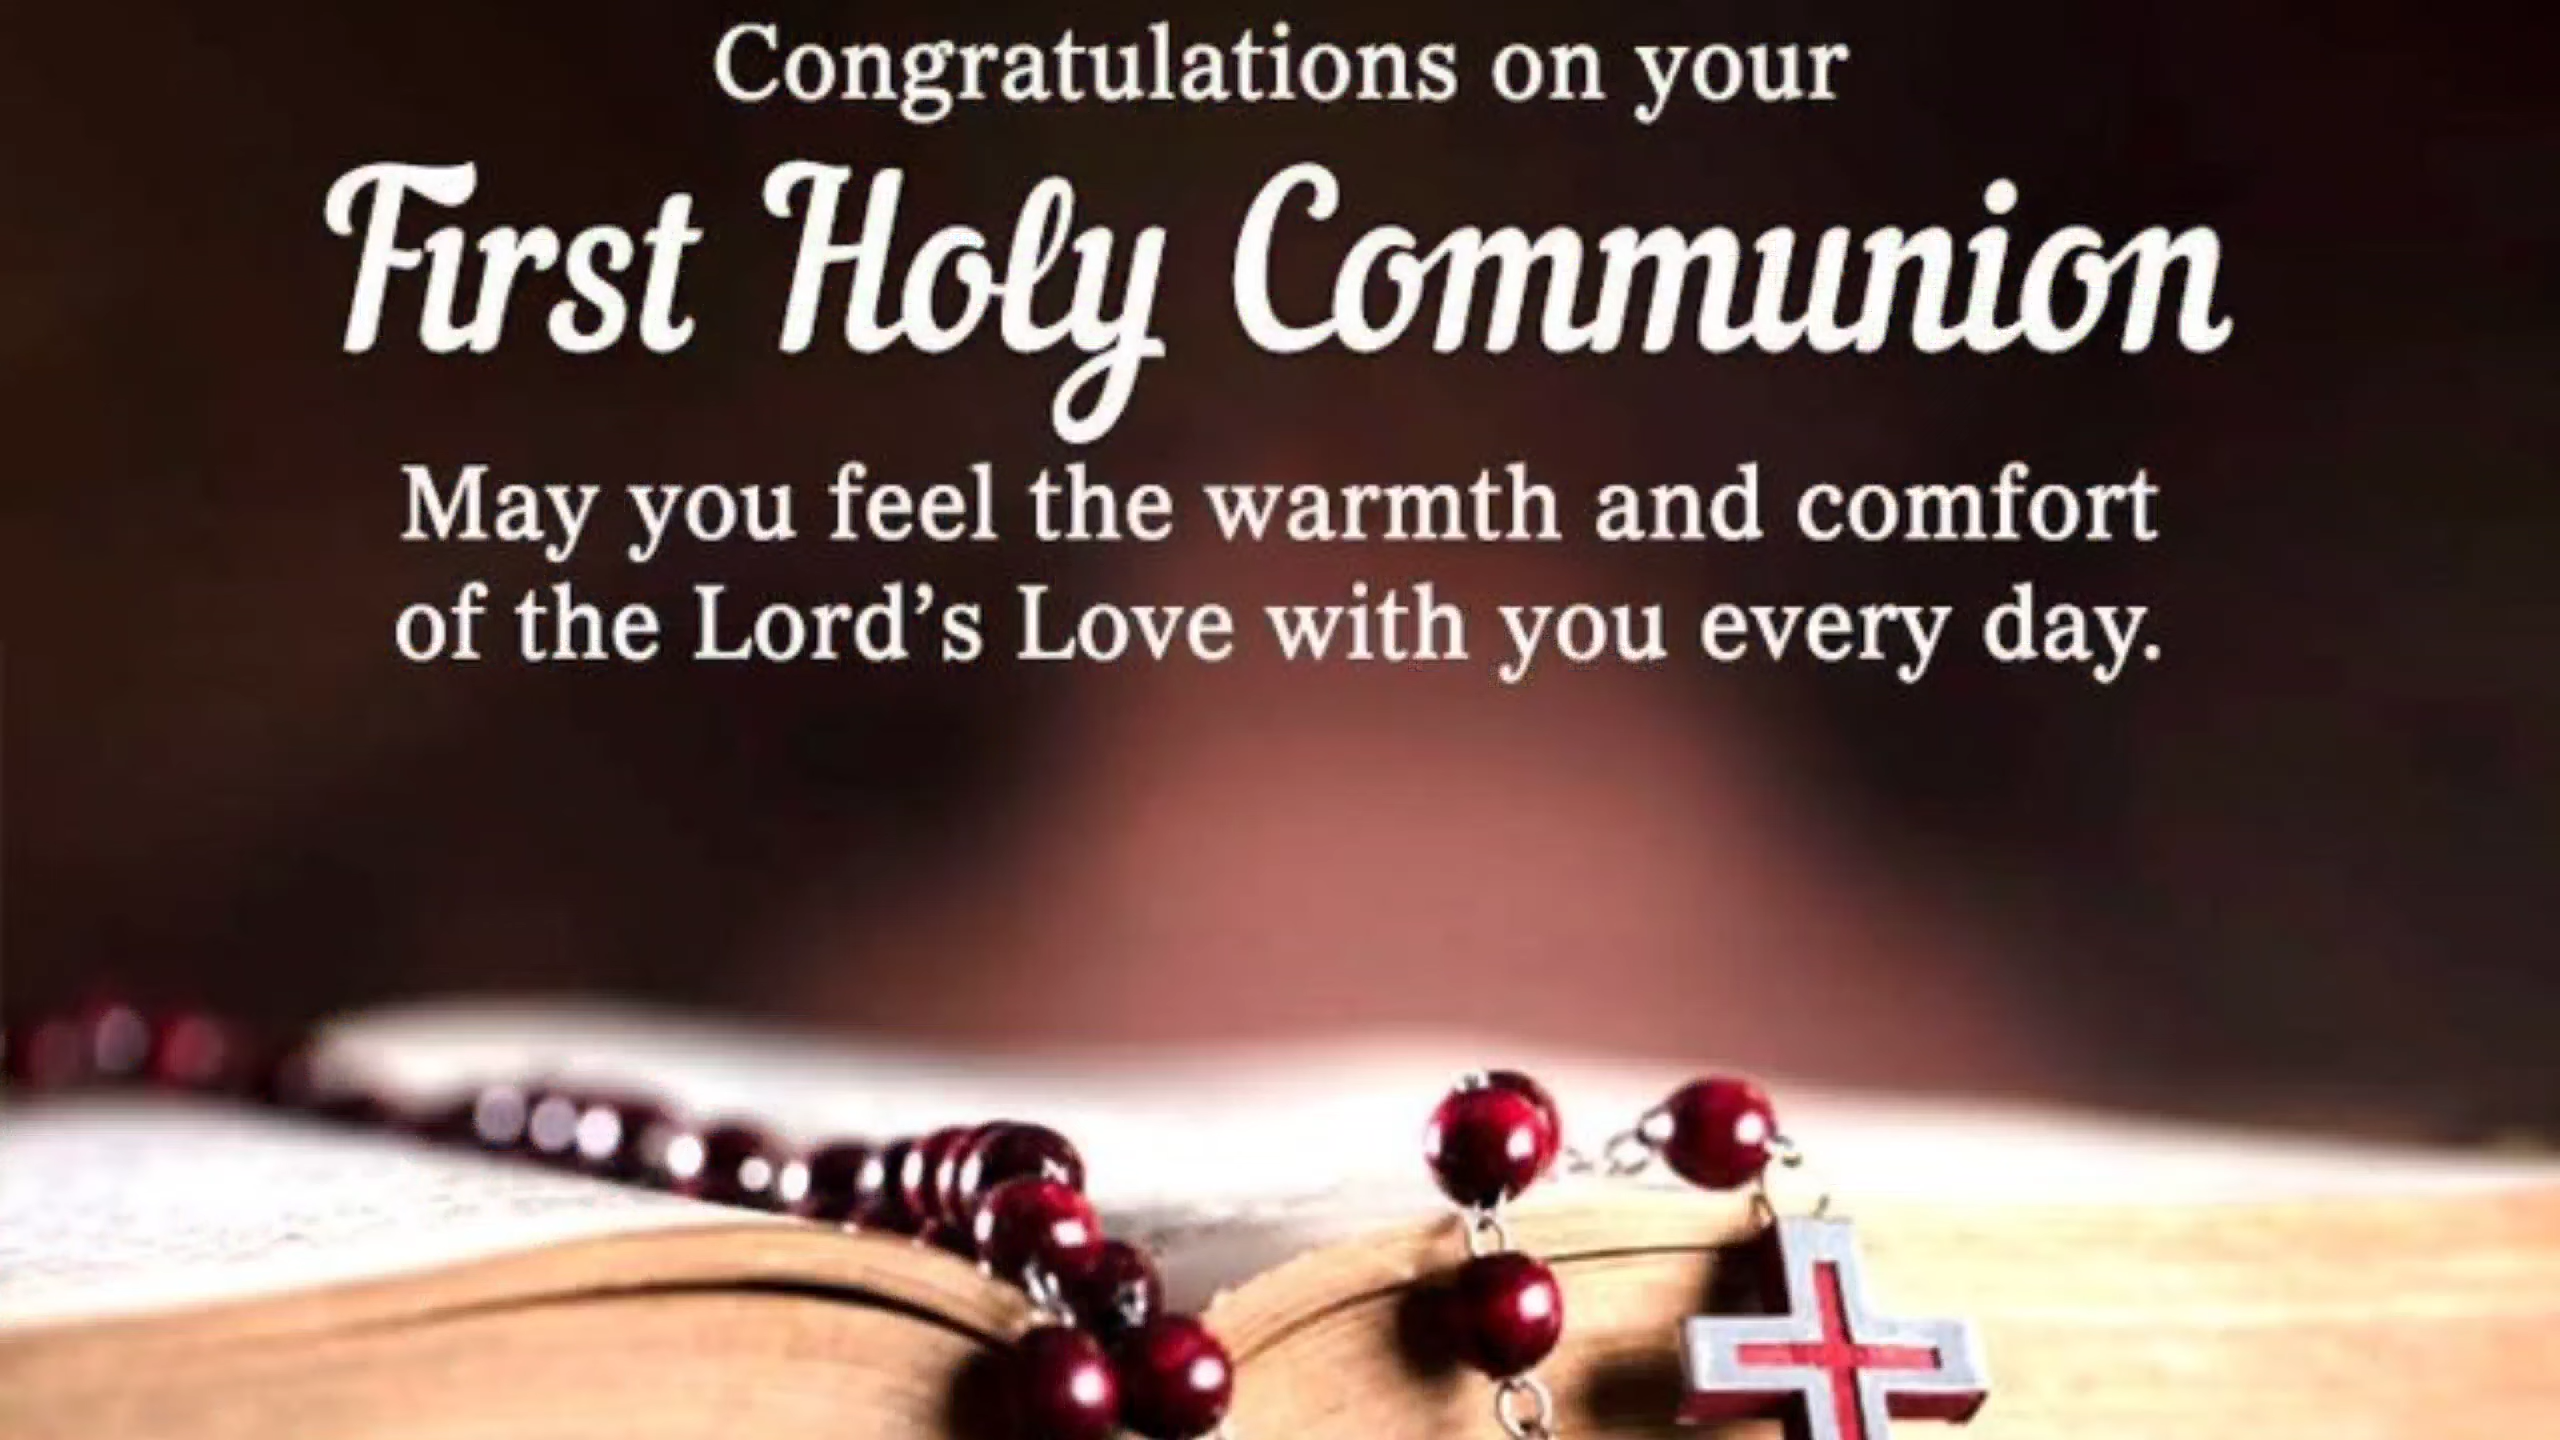 Congratulations on your
First Holy Communion
May you feel the warmth and comfort
of the Lord’s Love with you every day.